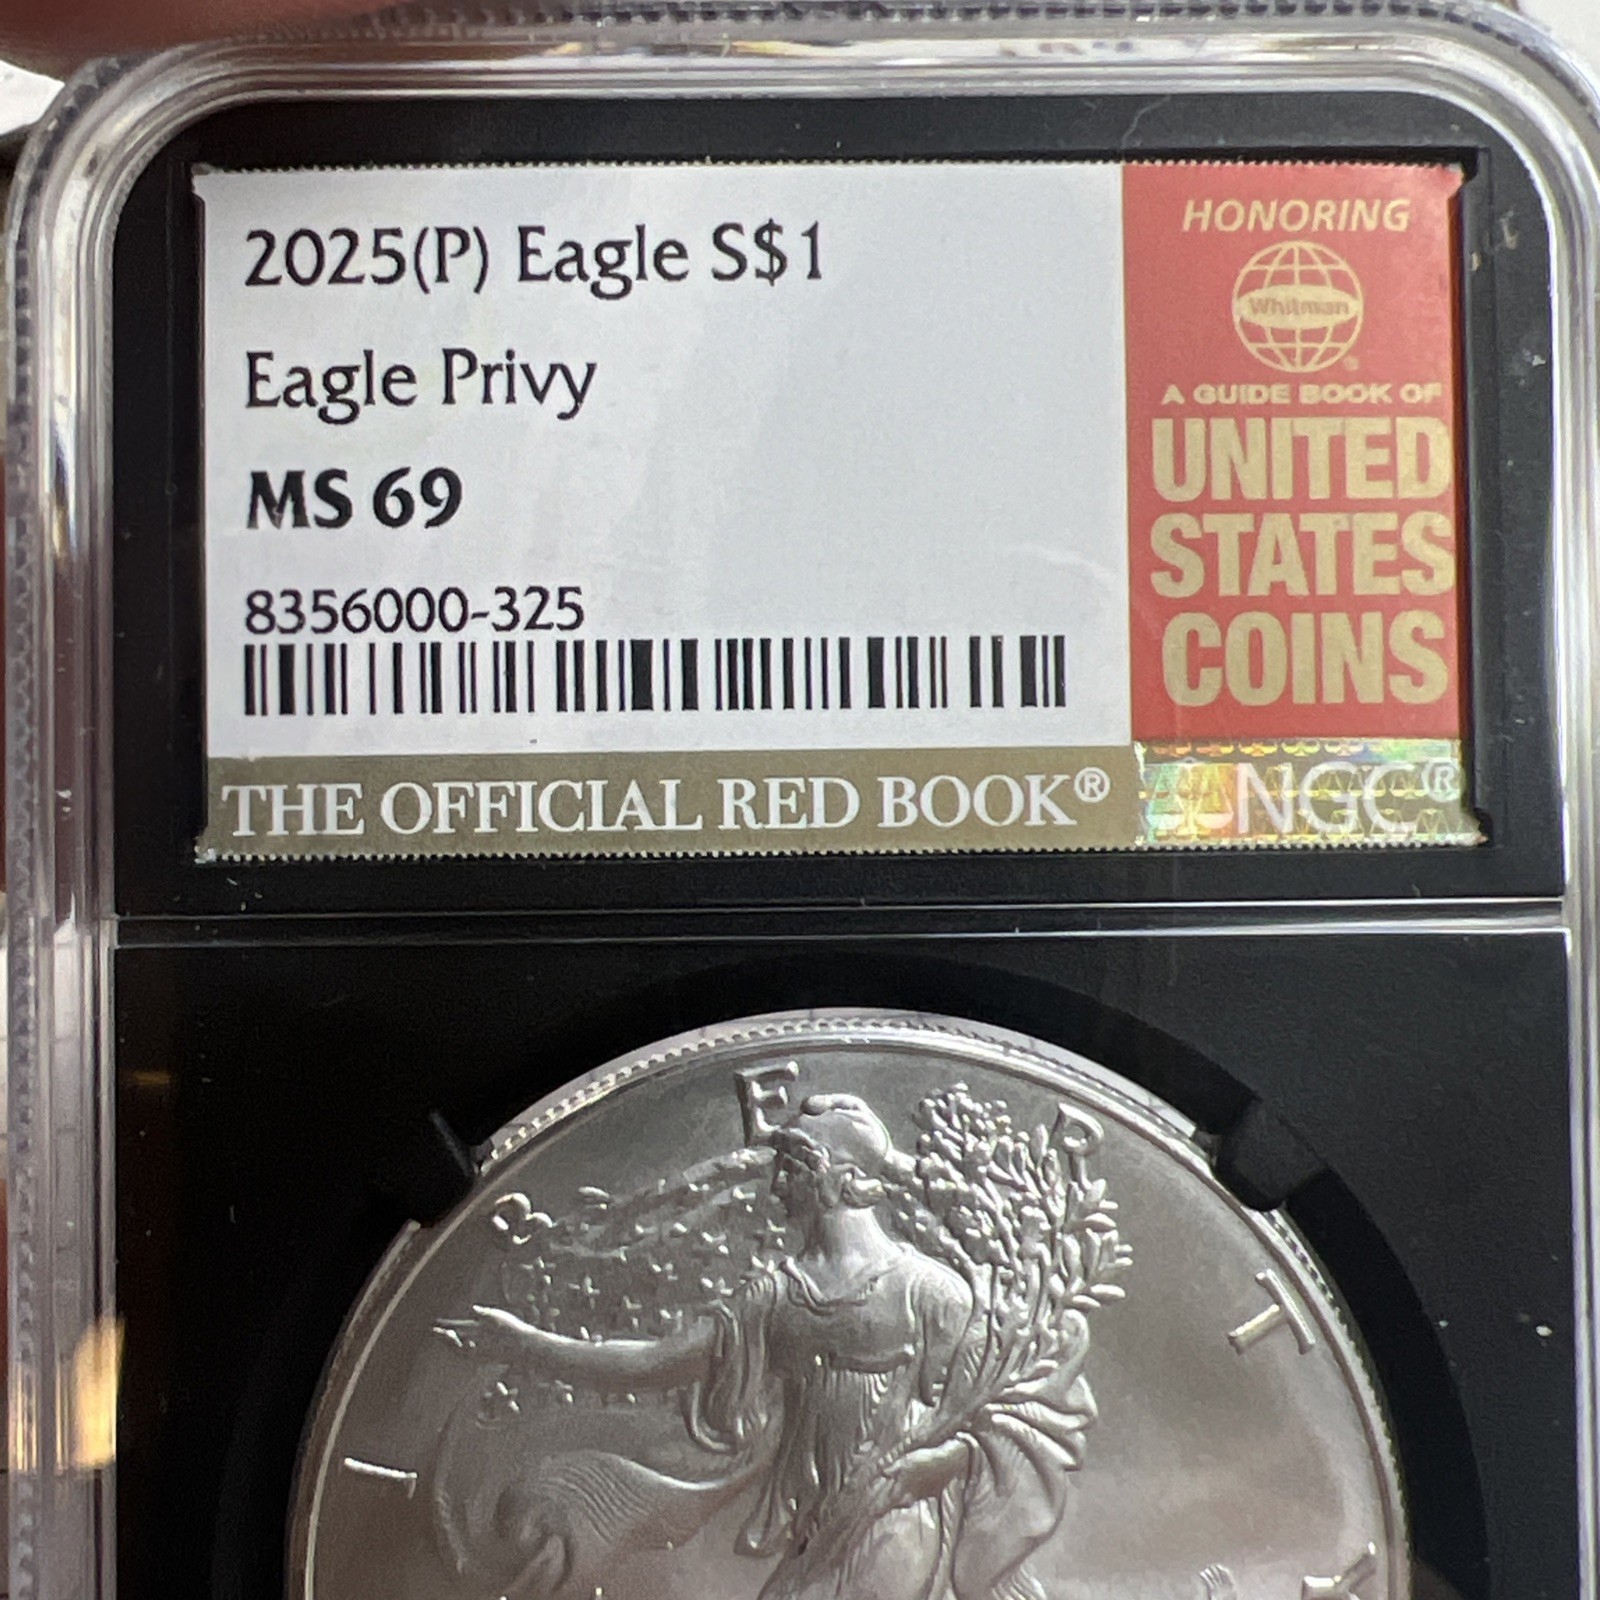 2025(P) Eagle S$1
Eagle Privy
MS 69
8356000-325
THE OFFICIAL RED BOOK®
HONORING
Whitman®
A GUIDE BOOK OF
UNITED
STATES
COINS
NGC®
L I B E R T Y